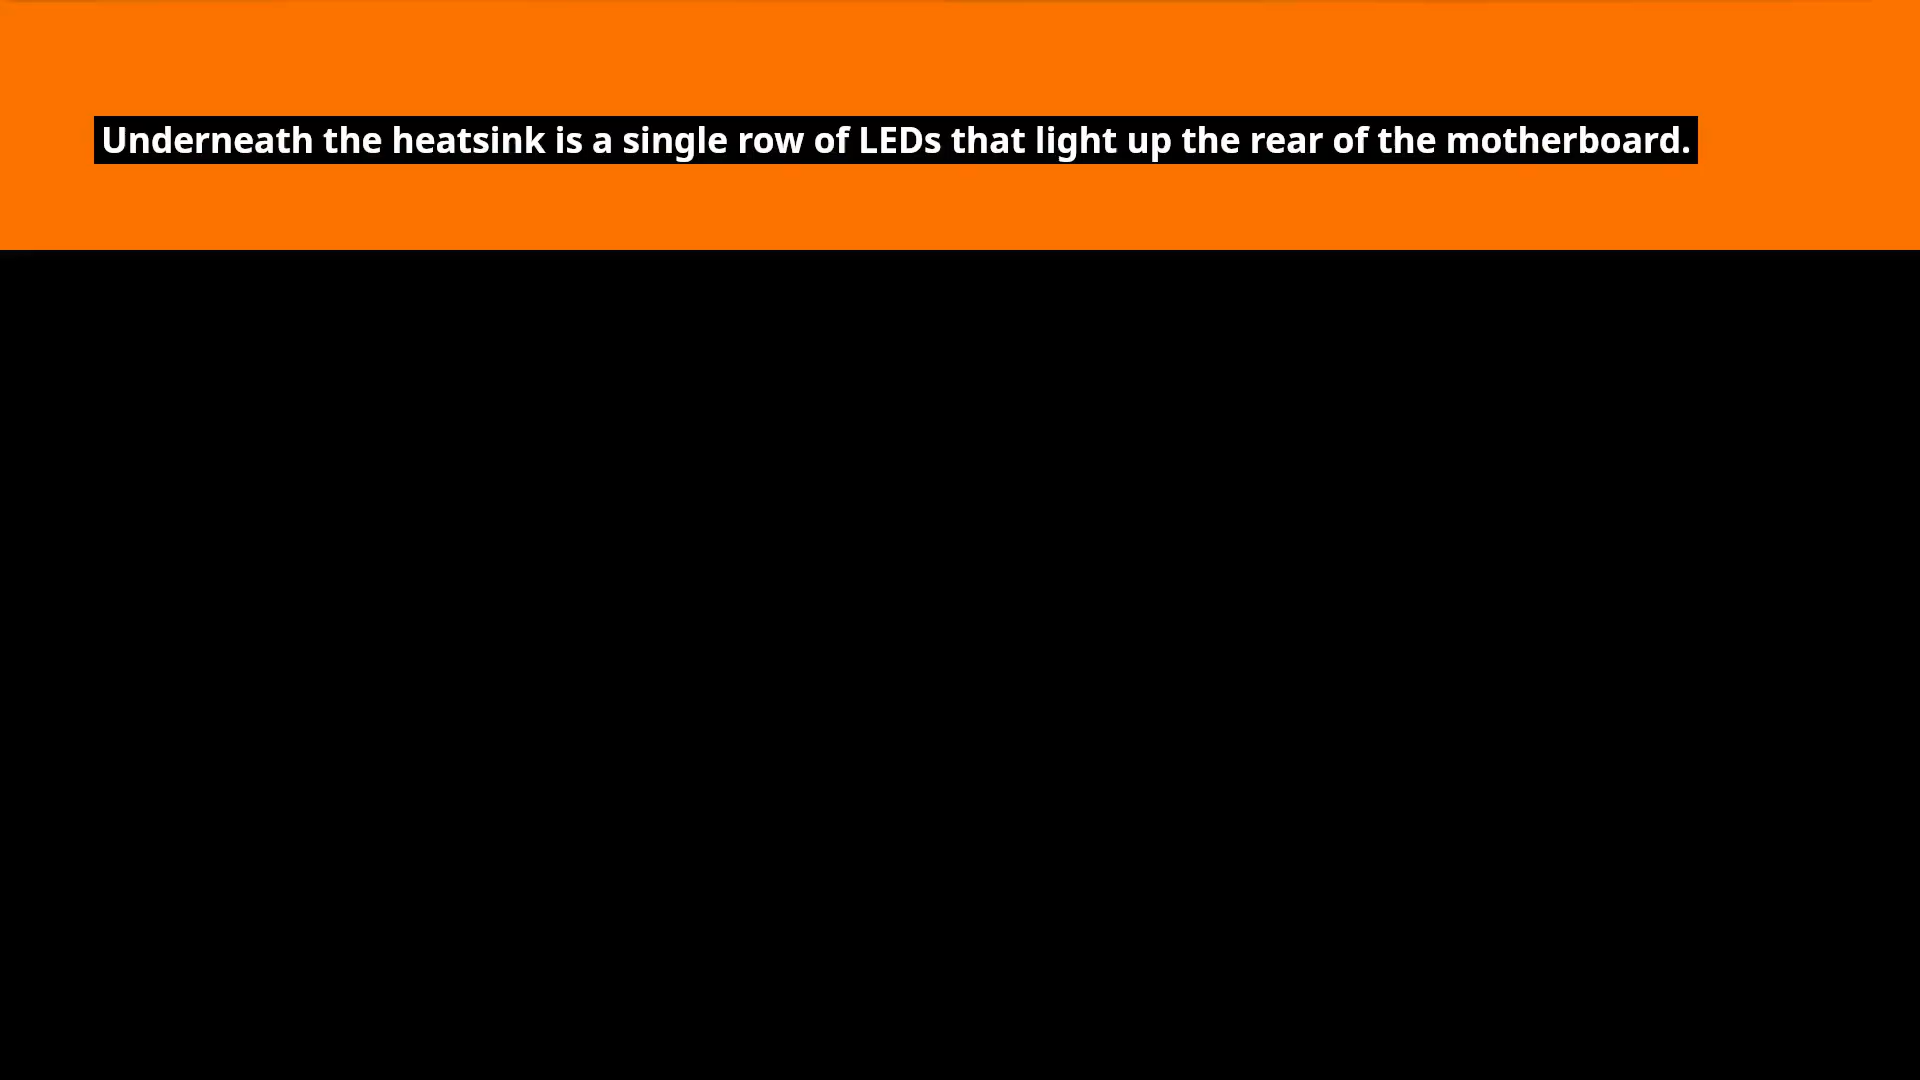 Underneath the heatsink is a single row of LEDs that light up the rear of the motherboard.